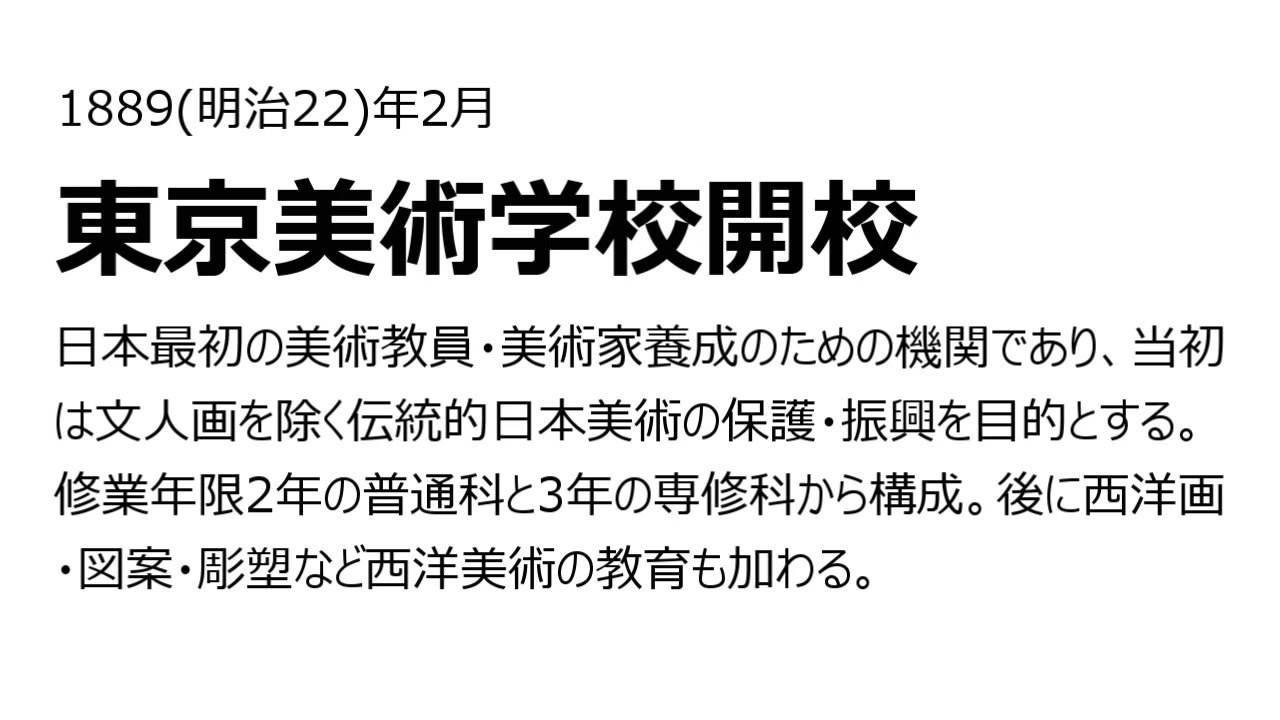 1889(明治22)年2月
東京美術学校開校
日本最初の美術教員・美術家養成のための機関であり、当初
は文人画を除く伝統的日本美術の保護・振興を目的とする。
修業年限2年の普通科と3年の専修科から構成。後に西洋画
・図案・彫塑など西洋美術の教育も加わる。